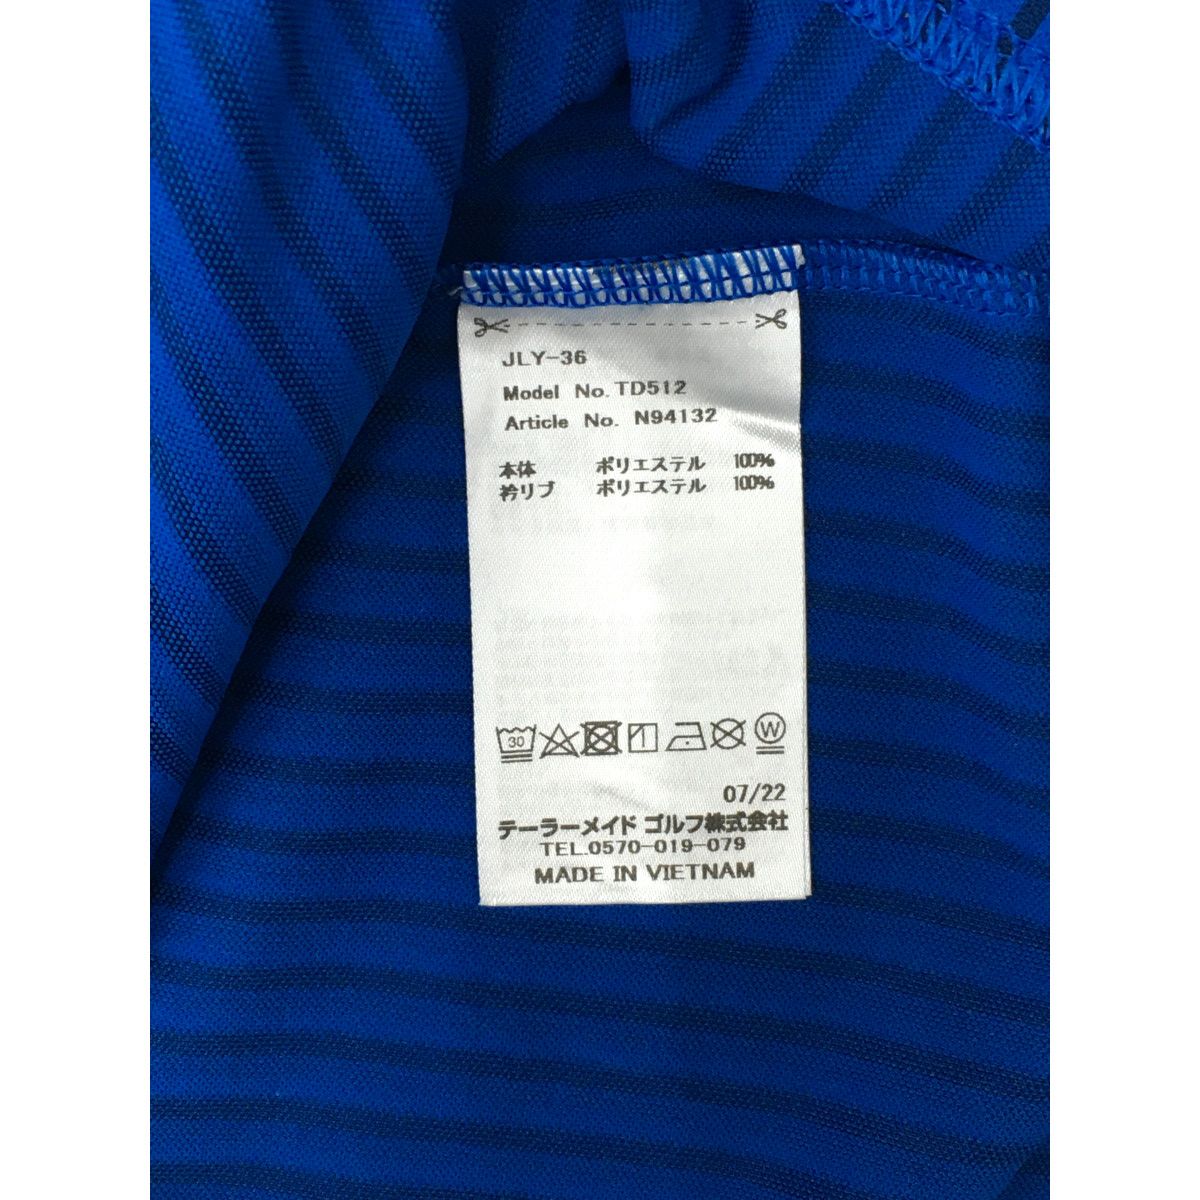 JLY-36
Model No. TD512
Article No. N94132
本体 ポリエステル 100%
衿リブ ポリエステル 100%
30
W
07/22
テーラーメイド ゴルフ株式会社
TEL.0570-019-079
MADE IN VIETNAM